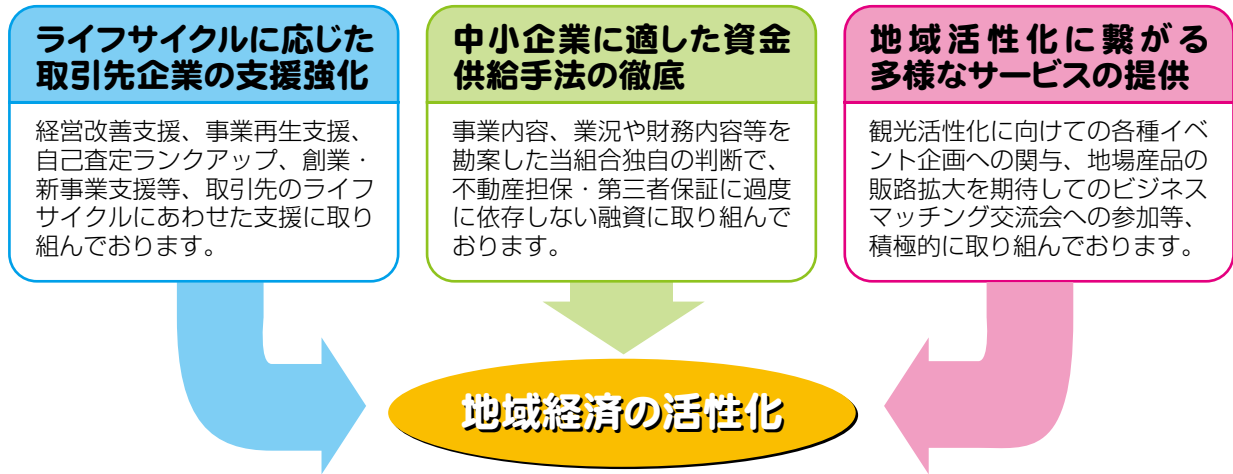 ライフサイクルに応じた
取引先企業の支援強化
経営改善支援、事業再生支援、
自己査定ランクアップ、創業・
新事業支援等、取引先のライフ
サイクルにあわせた支援に取り
組んでおります。
中小企業に適した資金
供給手法の徹底
事業内容、業況や財務内容等を
勘案した当組合独自の判断で、
不動産担保・第三者保証に過度
に依存しない融資に取り組んで
おります。
地域活性化に繋がる
多様なサービスの提供
観光活性化に向けての各種イベ
ント企画への関与、地場産品の
販路拡大を期待してのビジネス
マッチング交流会への参加等、
積極的に取り組んでおります。
地域経済の活性化